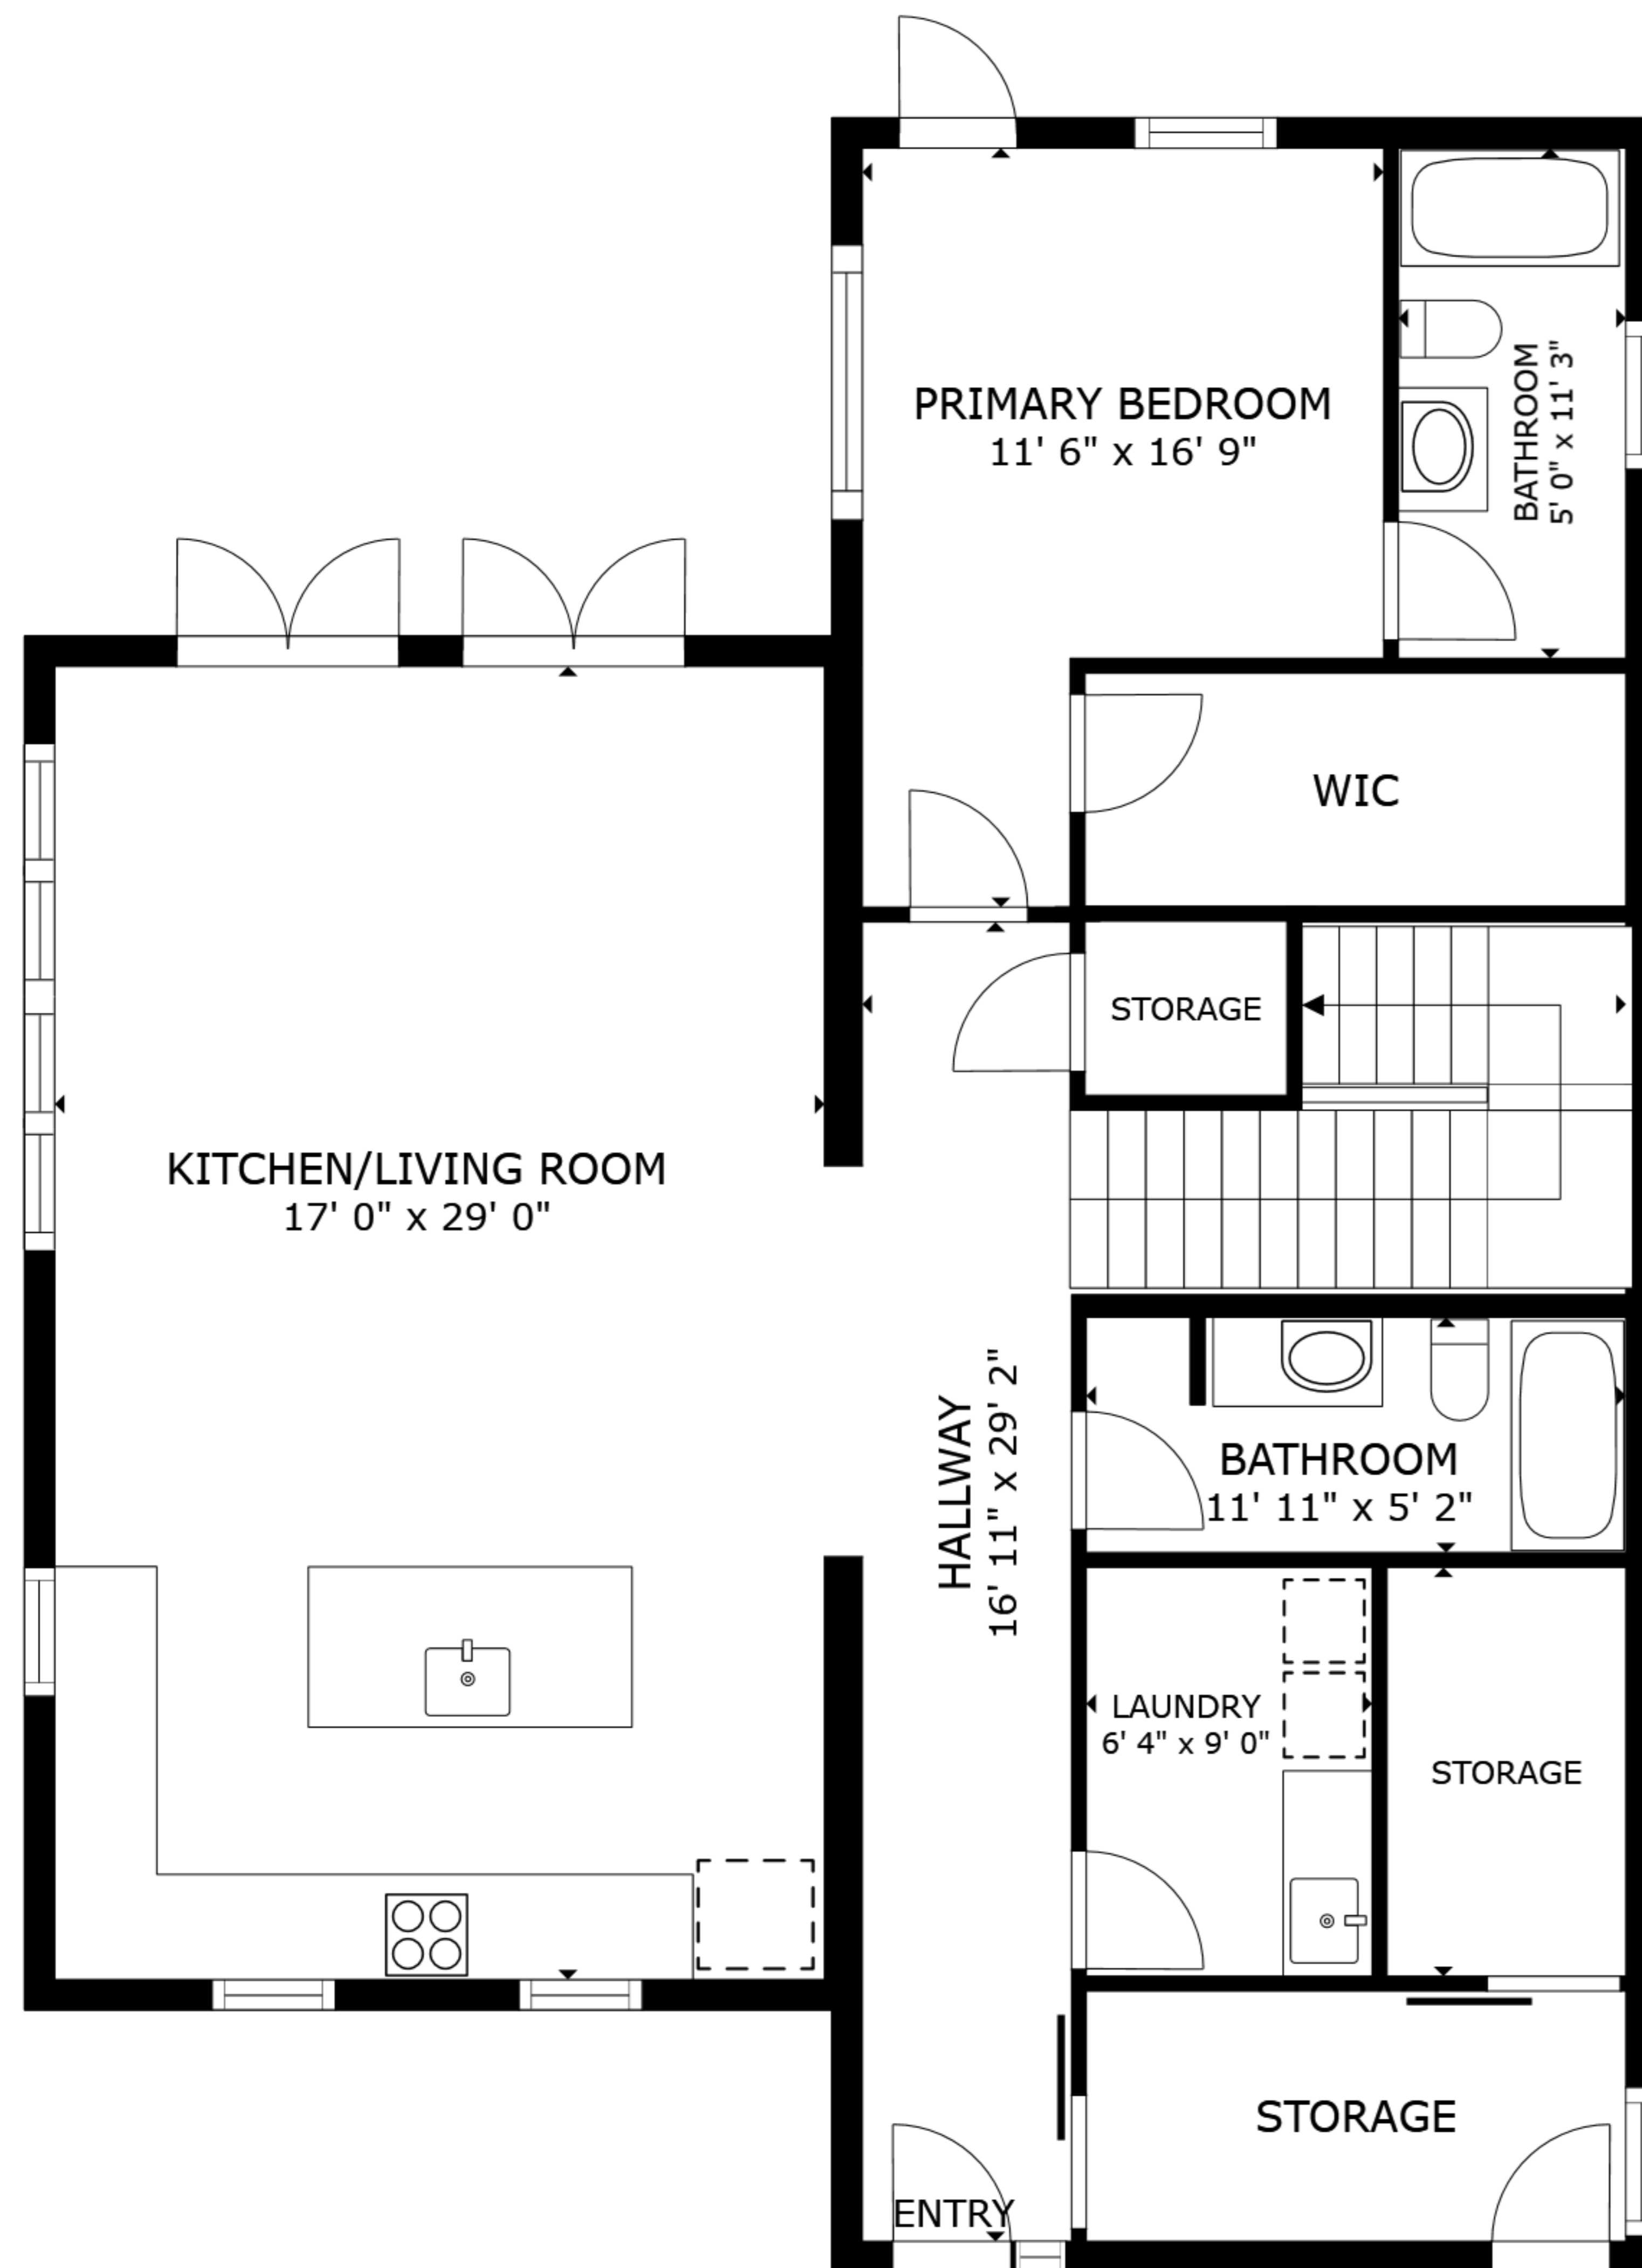 PRIMARY BEDROOM
11' 6" x 16' 9"
BATHROOM
5' 0" x 11' 3"
WIC
STORAGE
KITCHEN/LIVING ROOM
17' 0" x 29' 0"
HALLWAY
16' 11" x 29' 2"
BATHROOM
11' 11" x 5' 2"
LAUNDRY
6' 4" x 9' 0"
STORAGE
STORAGE
ENTRY